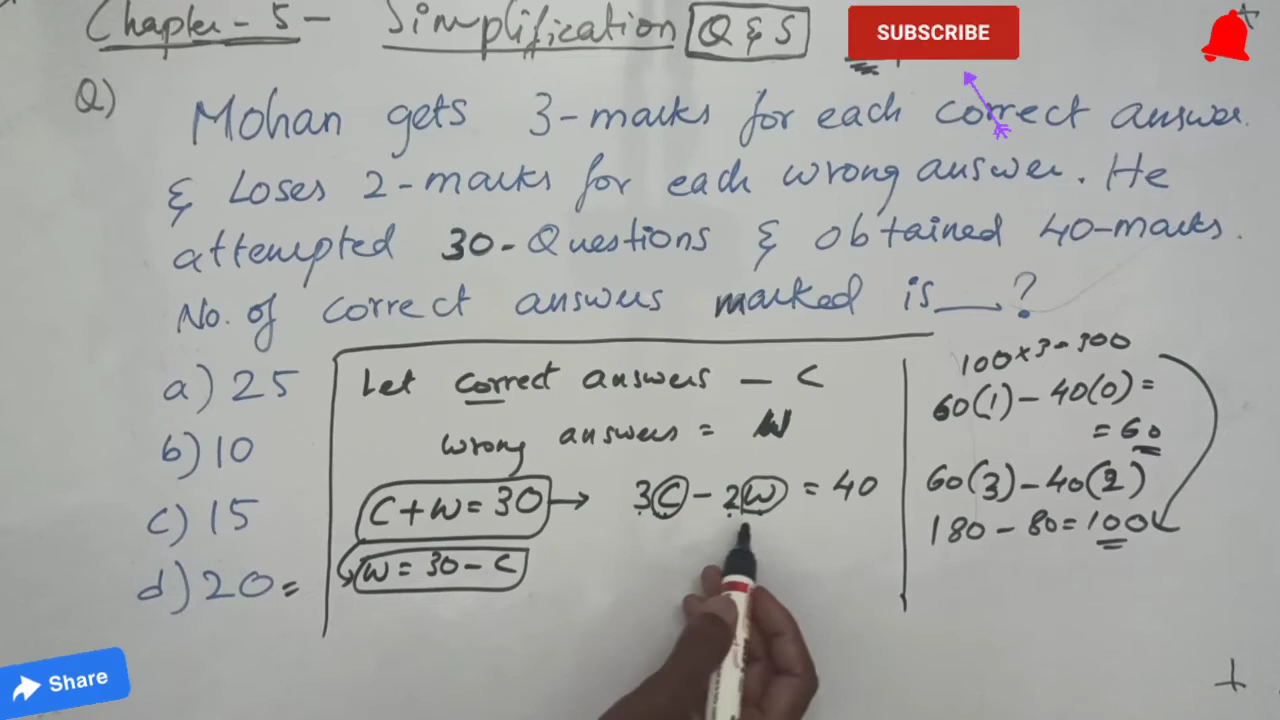 Chapter - 5 - Simplification Q & S
SUBSCRIBE
Q) Mohan gets 3-marks for each correct answer.
& Loses 2-marks for each wrong answer. He
attempted 30-Questions & obtained 40-marks.
No. of correct answers marked is ___?
a) 25
b) 10
c) 15
d) 20 =
Let correct answers - C
wrong answers = W
C + W = 30 → 3C - 2W = 40
W = 30 - C
100 x 3 = 300
60(1) - 40(0) =
= 60
60(3) - 40(2)
180 - 80 = 100
Share